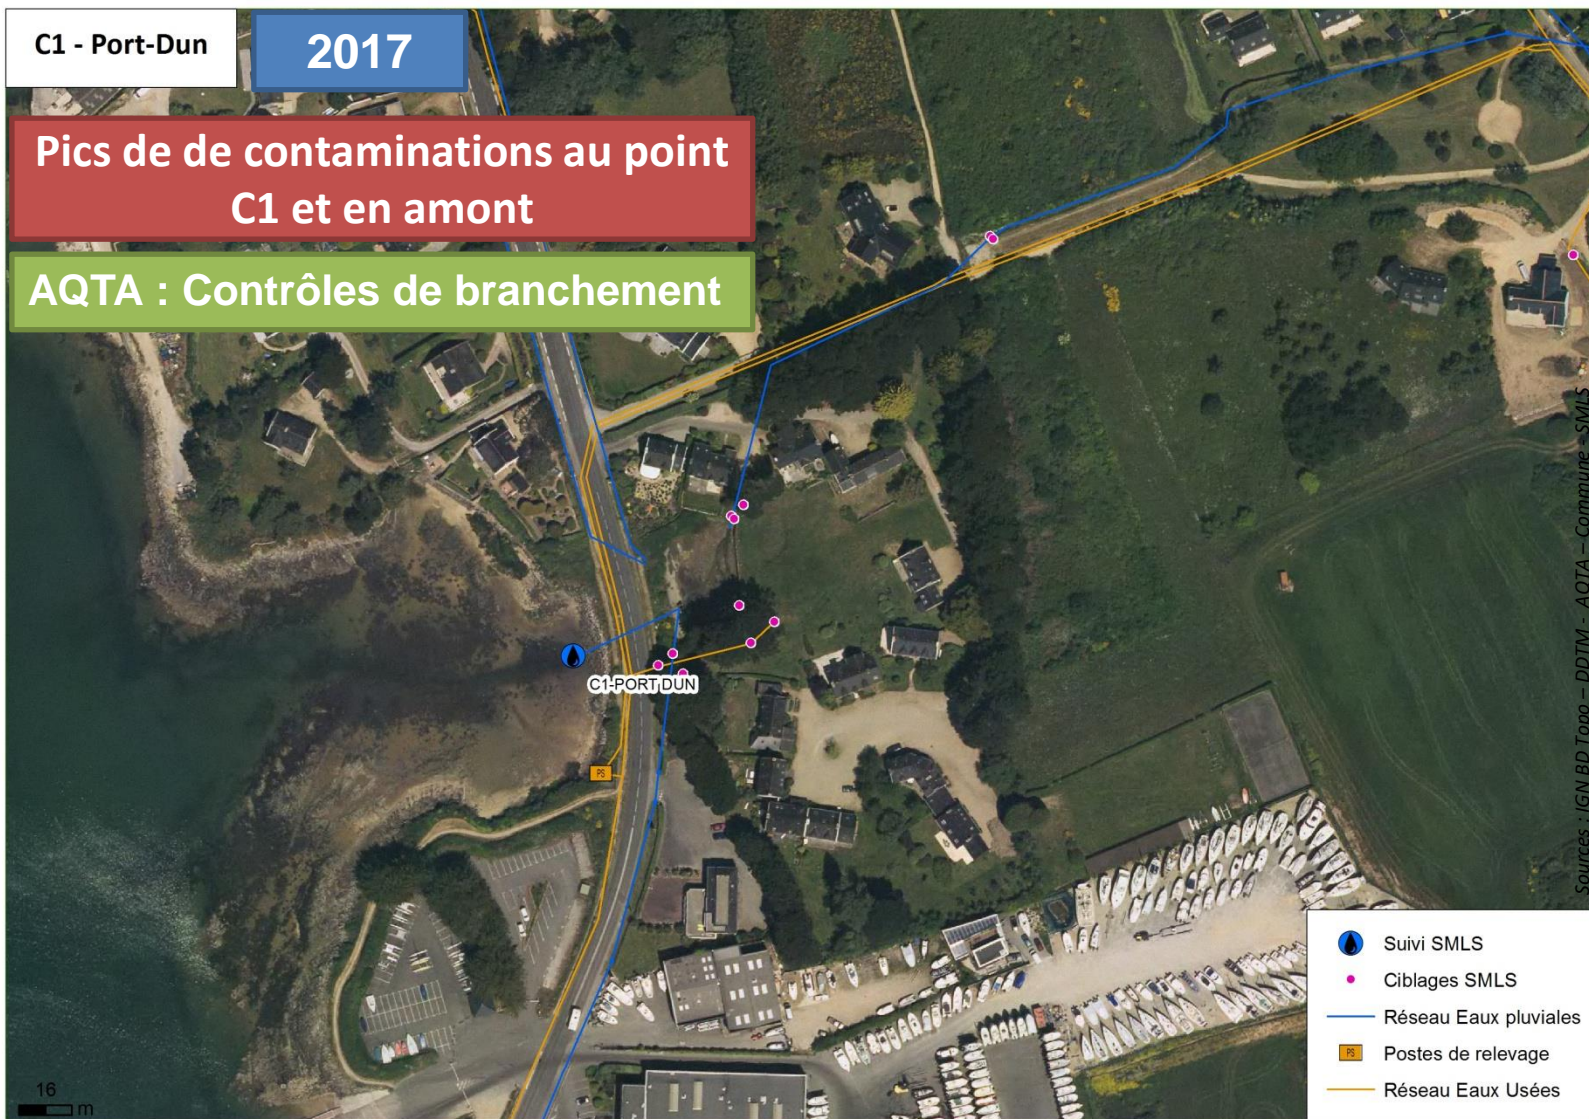 C1 - Port-Dun
2017
Pics de de contaminations au point
C1 et en amont
AQTA : Contrôles de branchement
C1-PORT DUN
PS
Sources : IGN BD Topo – DDTM - AQTA – Commune - SMLS
Suivi SMLS
Ciblages SMLS
Réseau Eaux pluviales
PS
Postes de relevage
Réseau Eaux Usées
16
m